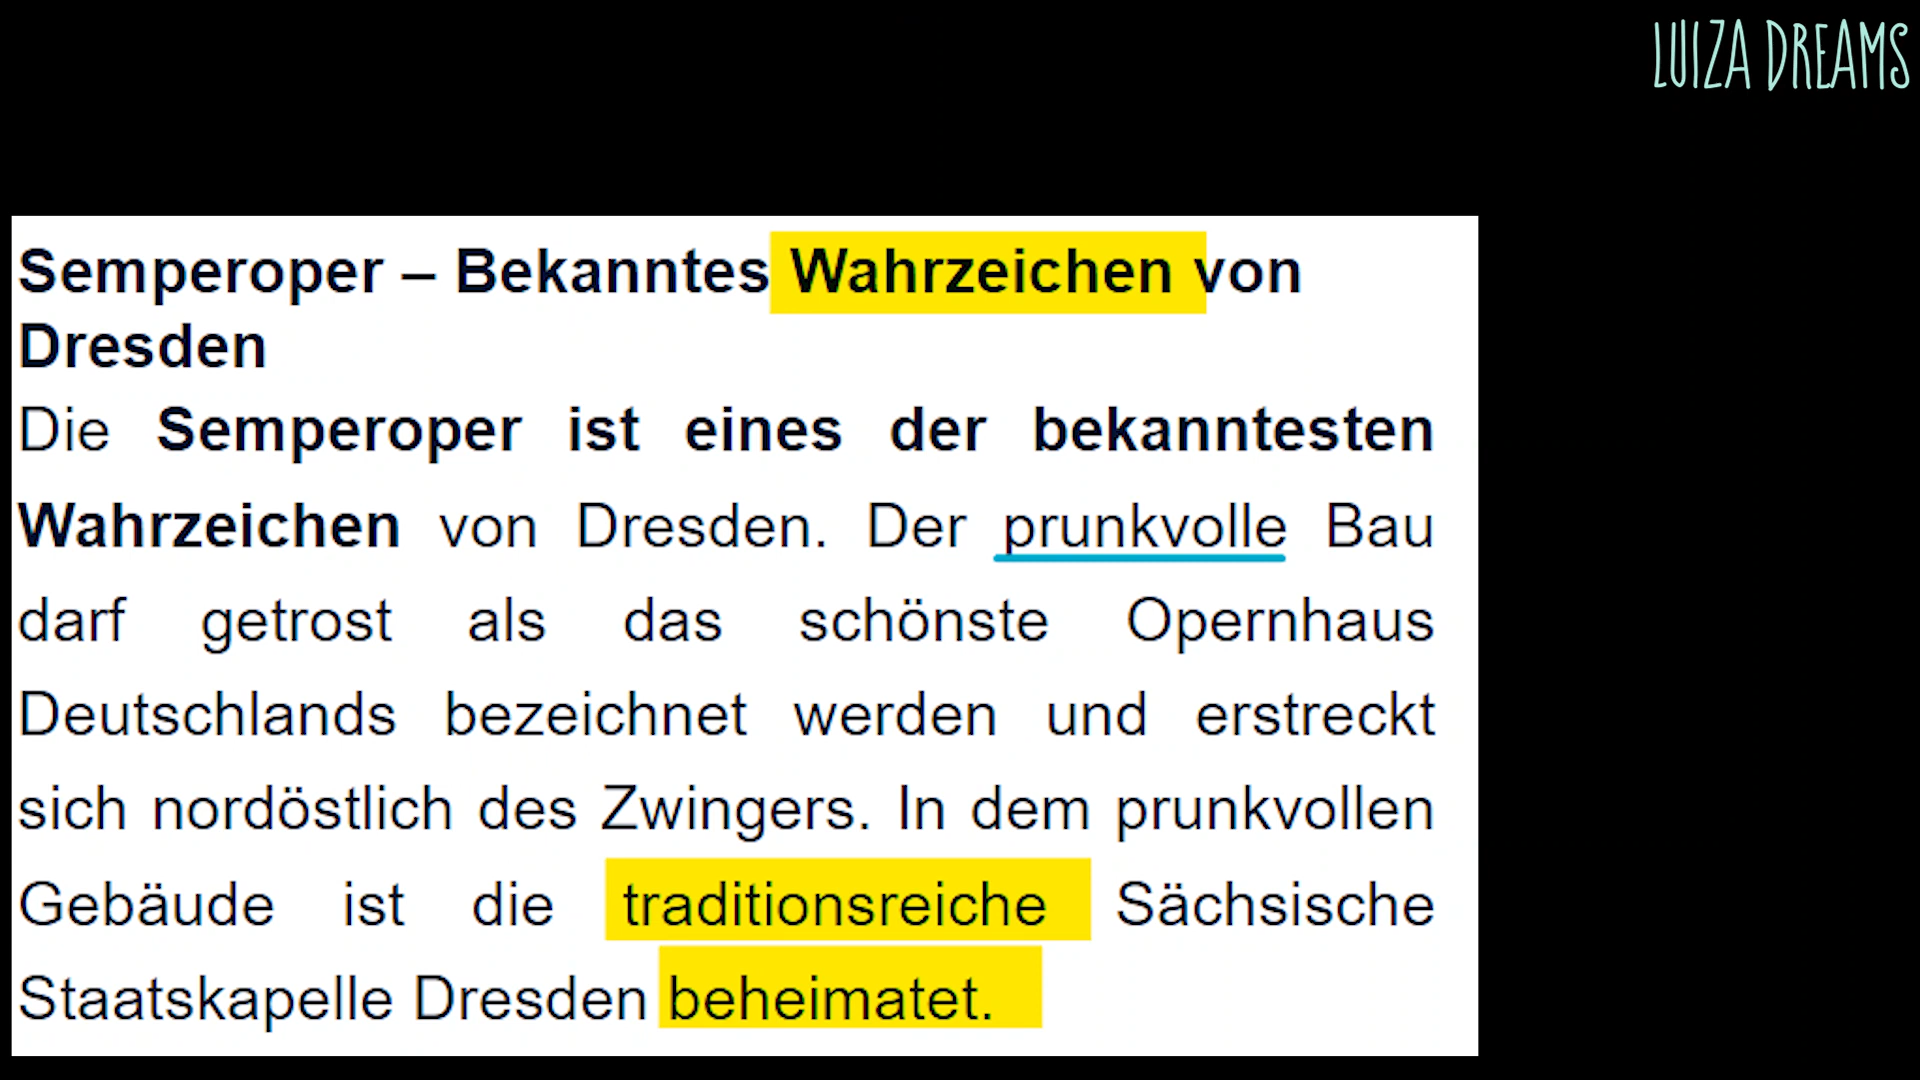 LUIZA DREAMS
Semperoper – Bekanntes Wahrzeichen von
Dresden
Die Semperoper ist eines der bekanntesten
Wahrzeichen von Dresden. Der prunkvolle Bau
darf getrost als das schönste Opernhaus
Deutschlands bezeichnet werden und erstreckt
sich nordöstlich des Zwingers. In dem prunkvollen
Gebäude ist die traditionsreiche Sächsische
Staatskapelle Dresden beheimatet.